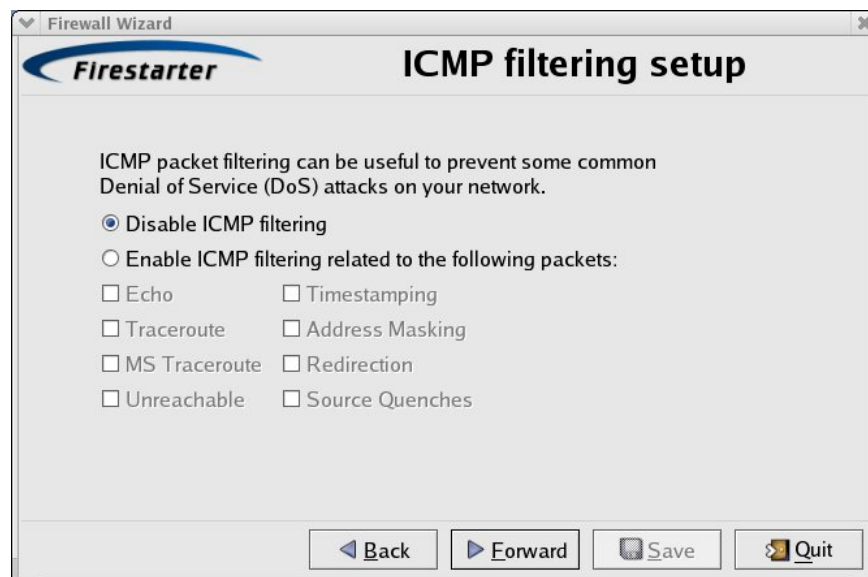 Firewall Wizard
Firestarter
ICMP filtering setup
ICMP packet filtering can be useful to prevent some common
Denial of Service (DoS) attacks on your network.
Disable ICMP filtering
Enable ICMP filtering related to the following packets:
Echo
Timestamping
Traceroute
Address Masking
MS Traceroute
Redirection
Unreachable
Source Quenches
Back
Forward
Save
Quit